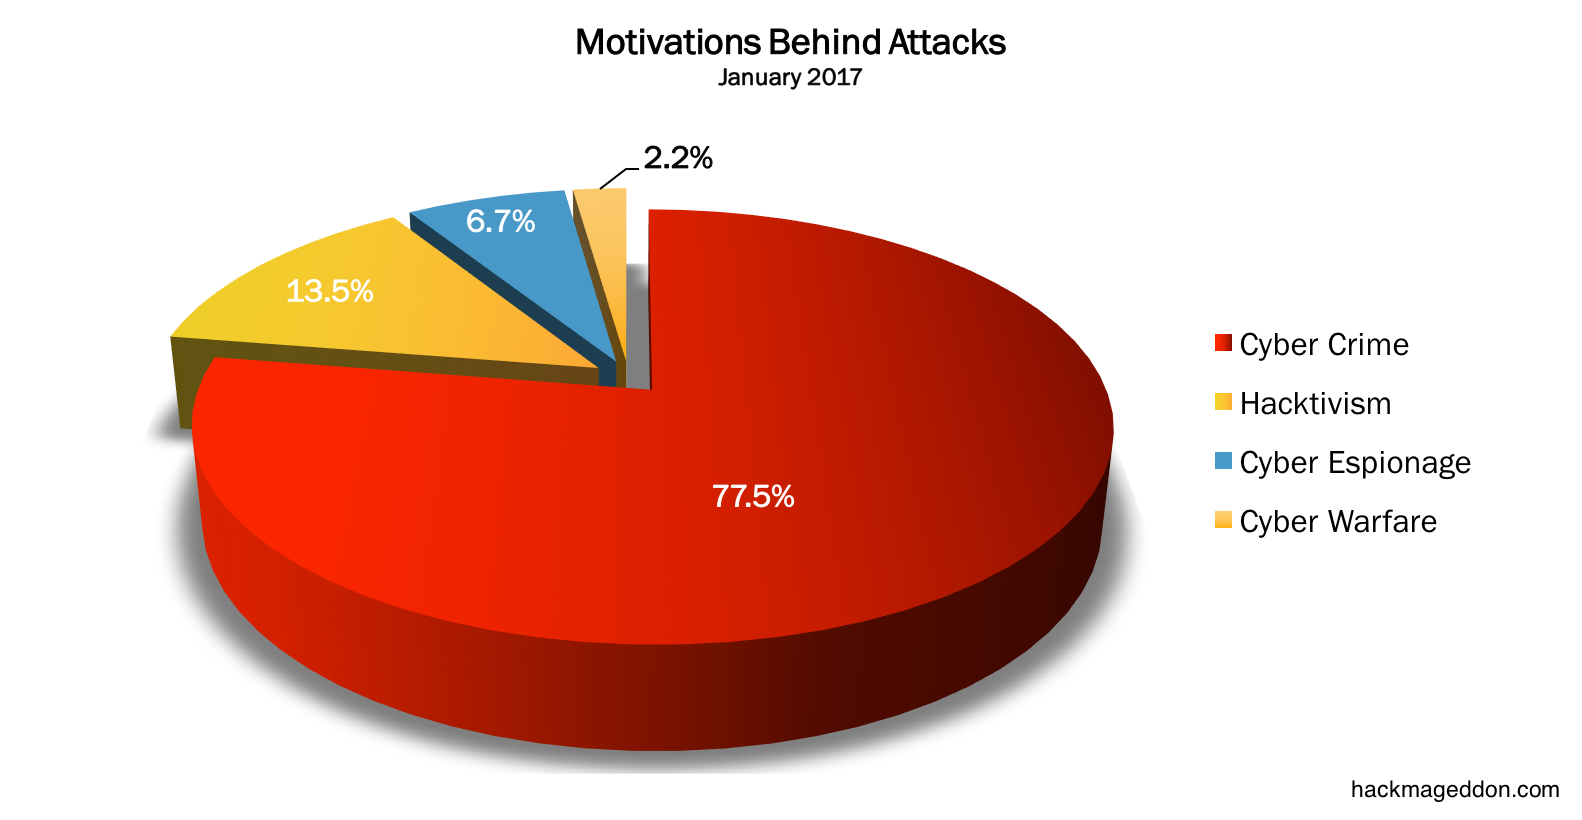 Motivations Behind Attacks
January 2017
2.2%
6.7%
13.5%
77.5%
Cyber Crime
Hacktivism
Cyber Espionage
Cyber Warfare
hackmageddon.com